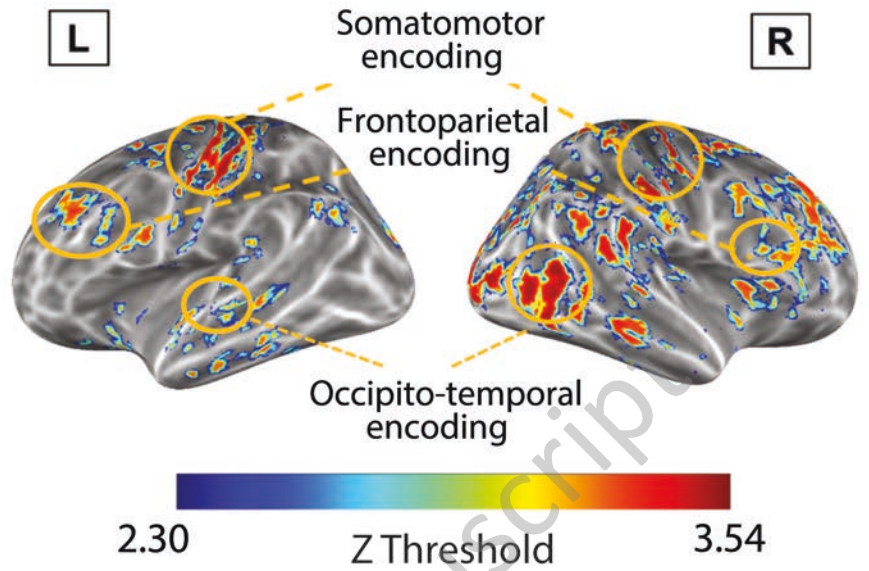 L
R
Somatomotor
encoding
Frontoparietal
encoding
Occipito-temporal
encoding
2.30
Z Threshold
3.54